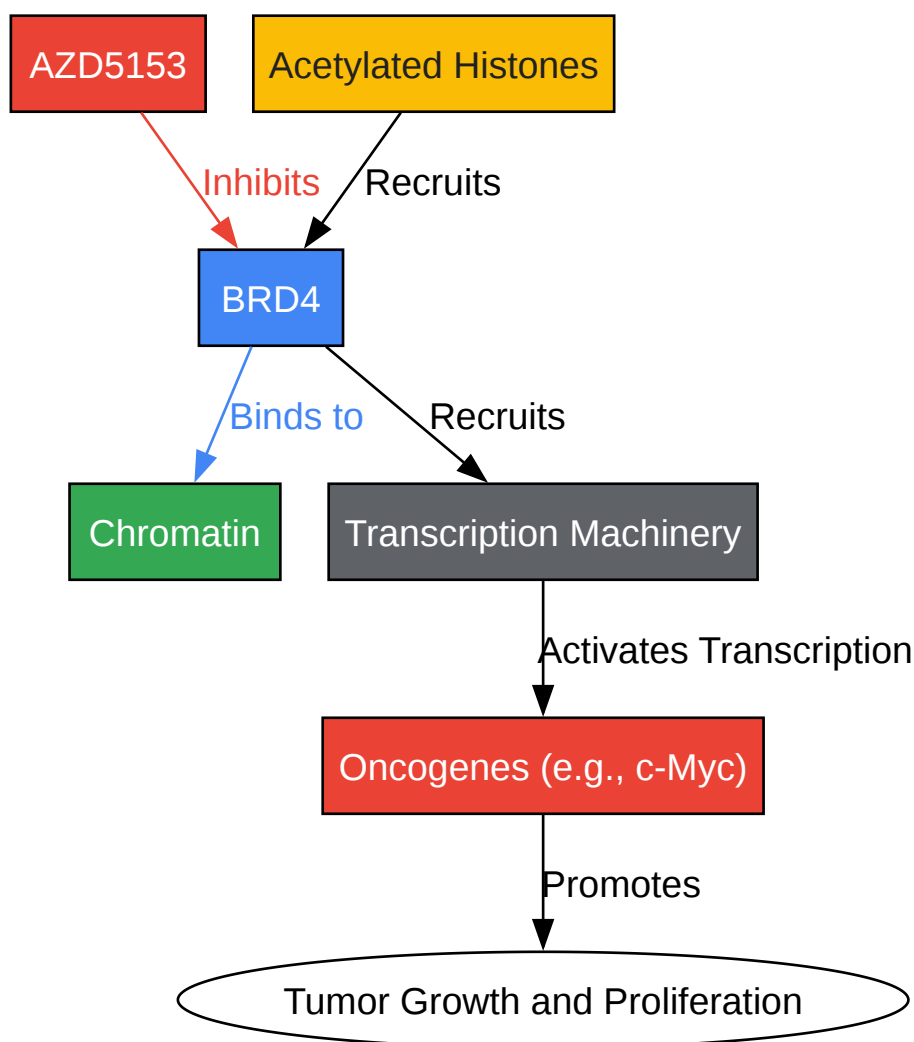 AZD5153
Acetylated Histones
Inhibits
Recruits
BRD4
Binds to
Recruits
Chromatin
Transcription Machinery
Activates Transcription
Oncogenes (e.g., c-Myc)
Promotes
Tumor Growth and Proliferation